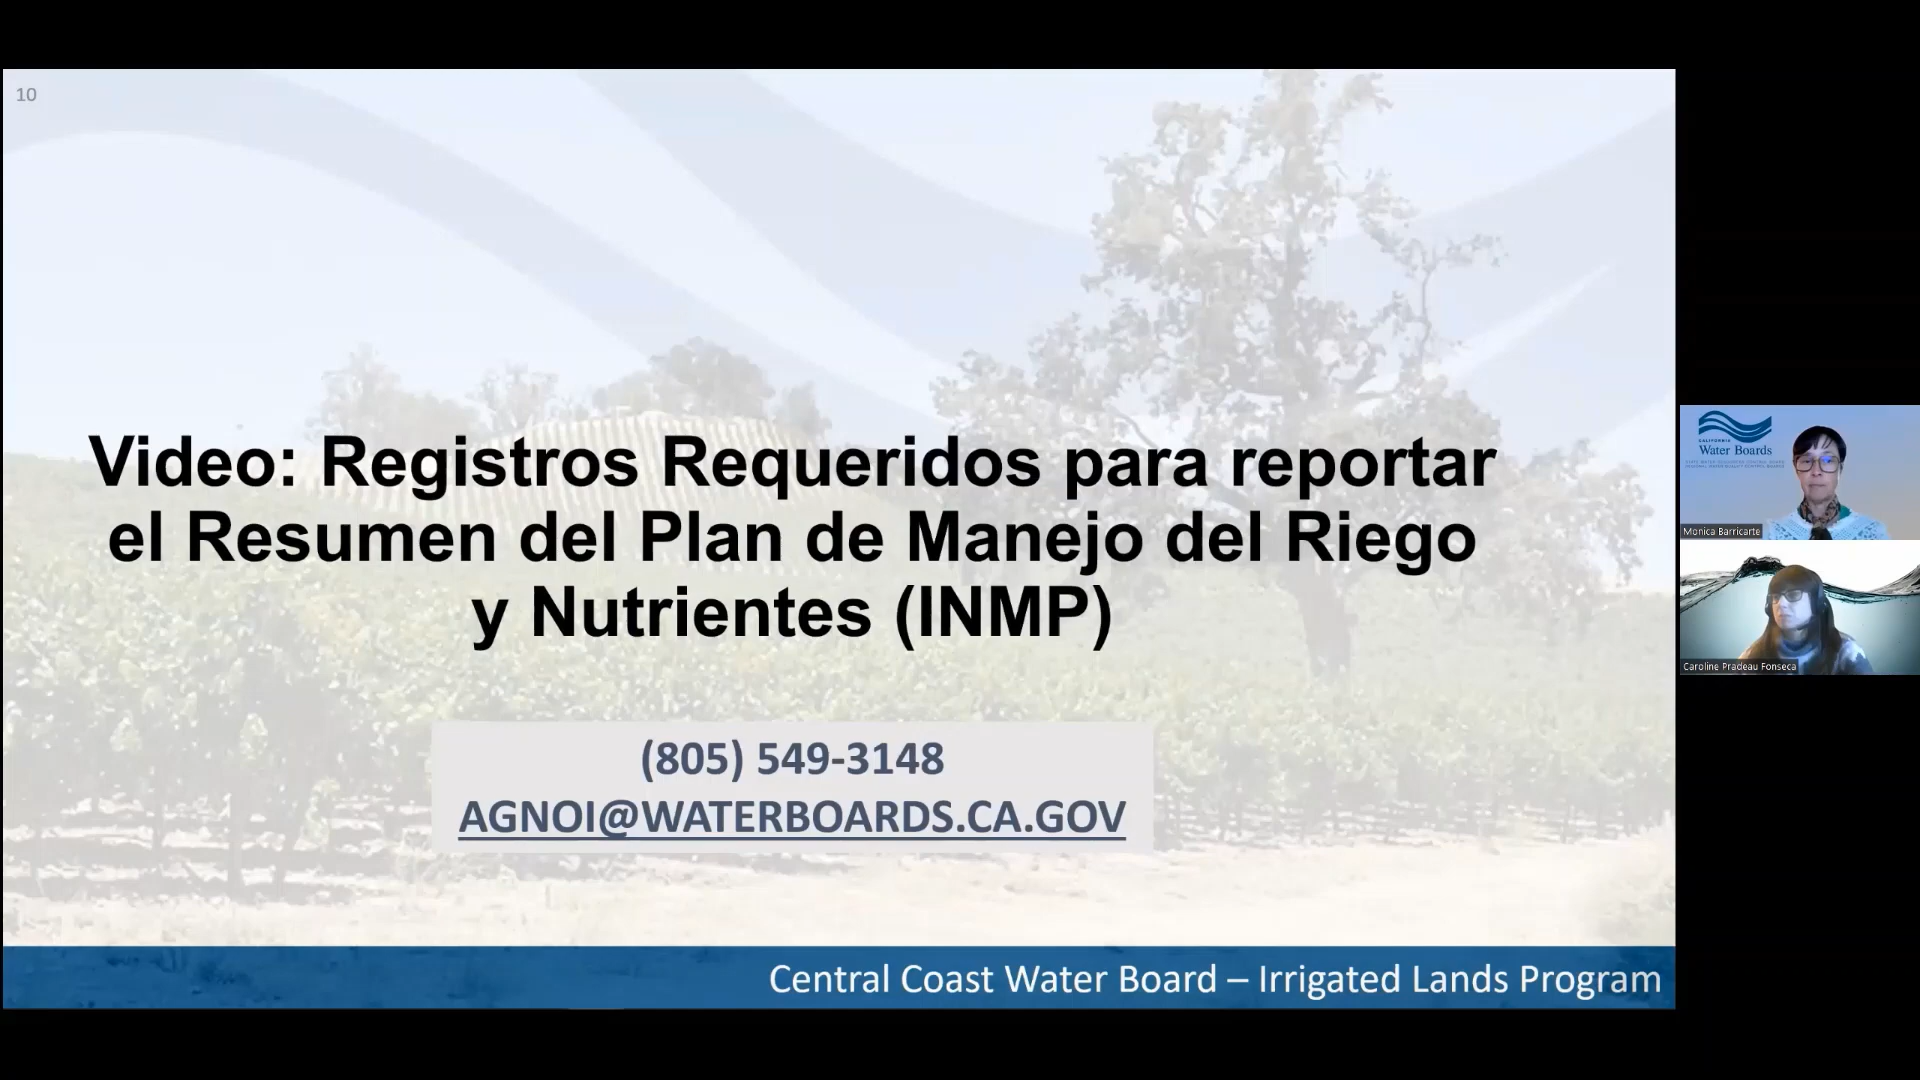 10
Video: Registros Requeridos para reportar
el Resumen del Plan de Manejo del Riego
y Nutrientes (INMP)
(805) 549-3148
AGNOI@WATERBOARDS.CA.GOV
Central Coast Water Board – Irrigated Lands Program
CALIFORNIA
Water Boards
Monica Barricarte
Caroline Pradeau Fonseca